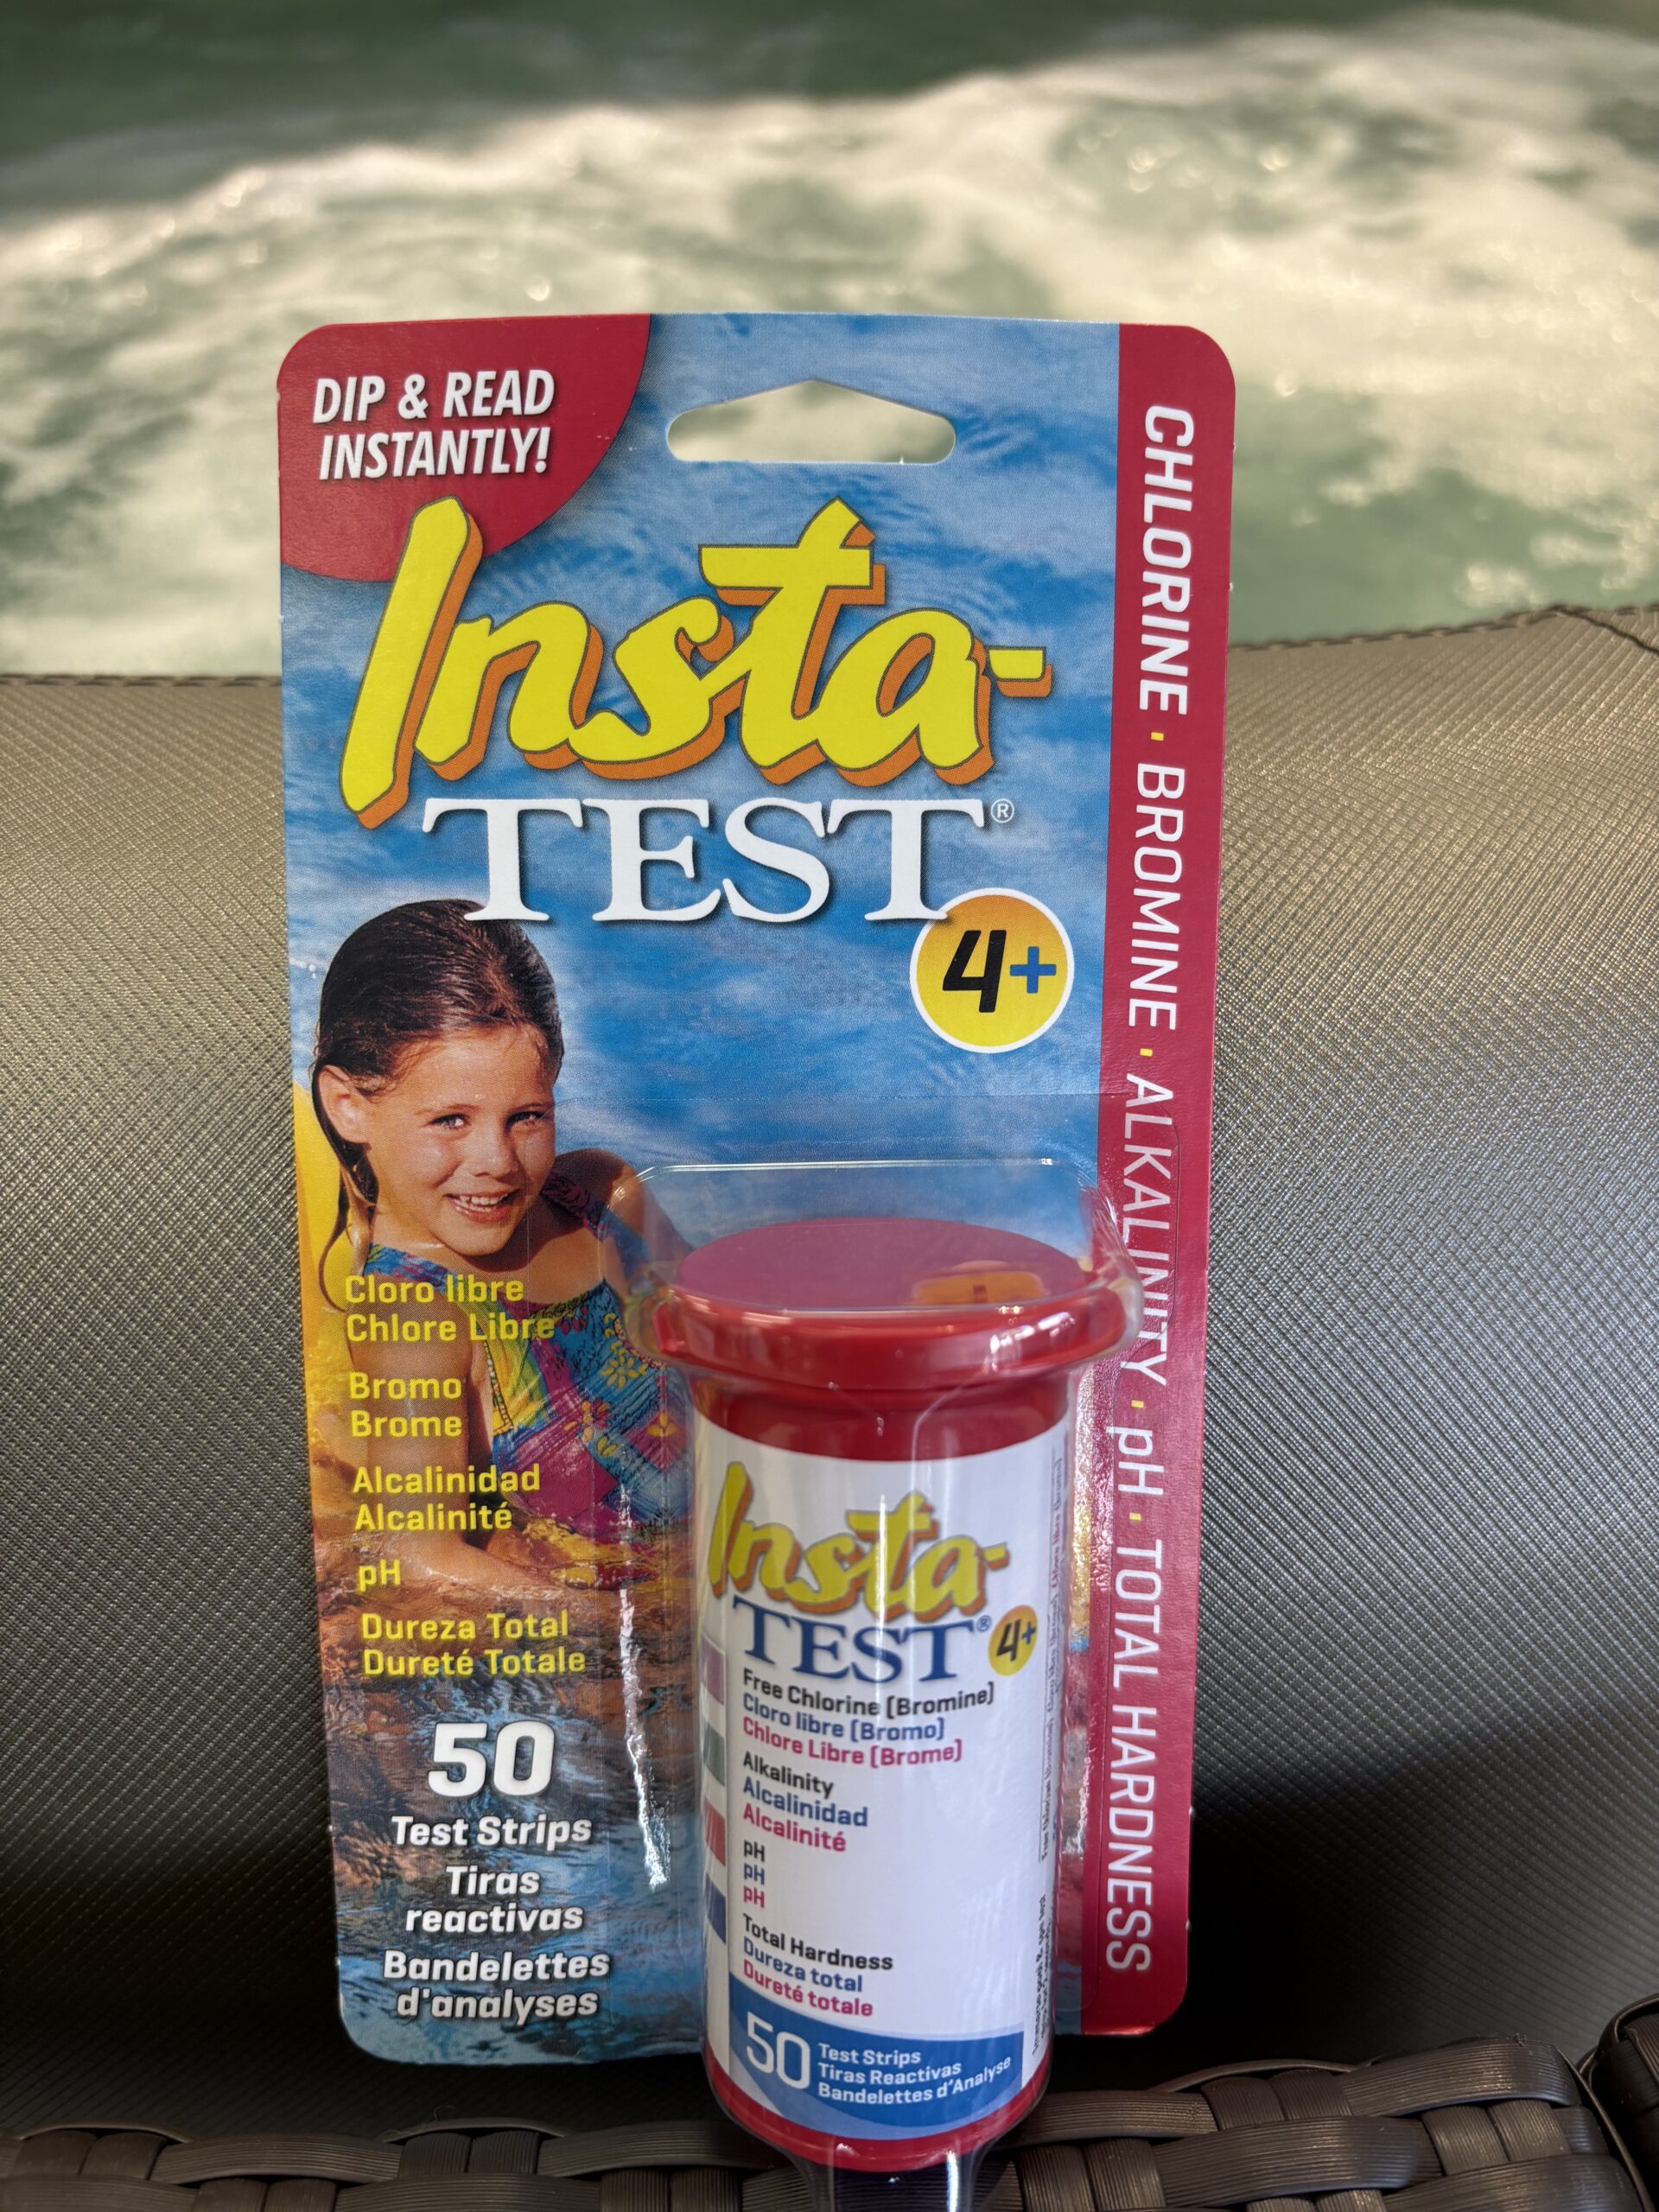 DIP & READ
INSTANTLY!
Insta-
TEST®
4+
CHLORINE · BROMINE · ALKALINITY · pH · TOTAL HARDNESS
Cloro libre
Chlore Libre
Bromo
Brome
Alcalinidad
Alcalinité
pH
Dureza Total
Dureté Totale
50
Test Strips
Tiras
reactivas
Bandelettes
d'analyses
Insta-
TEST® 4+
Free Chlorine (Bromine)
Cloro libre (Bromo)
Chlore Libre (Brome)
Alkalinity
Alcalinidad
Alcalinité
pH
pH
pH
Total Hardness
Dureza total
Dureté totale
50
Test Strips
Tiras Reactivas
Bandelettes d'Analyse